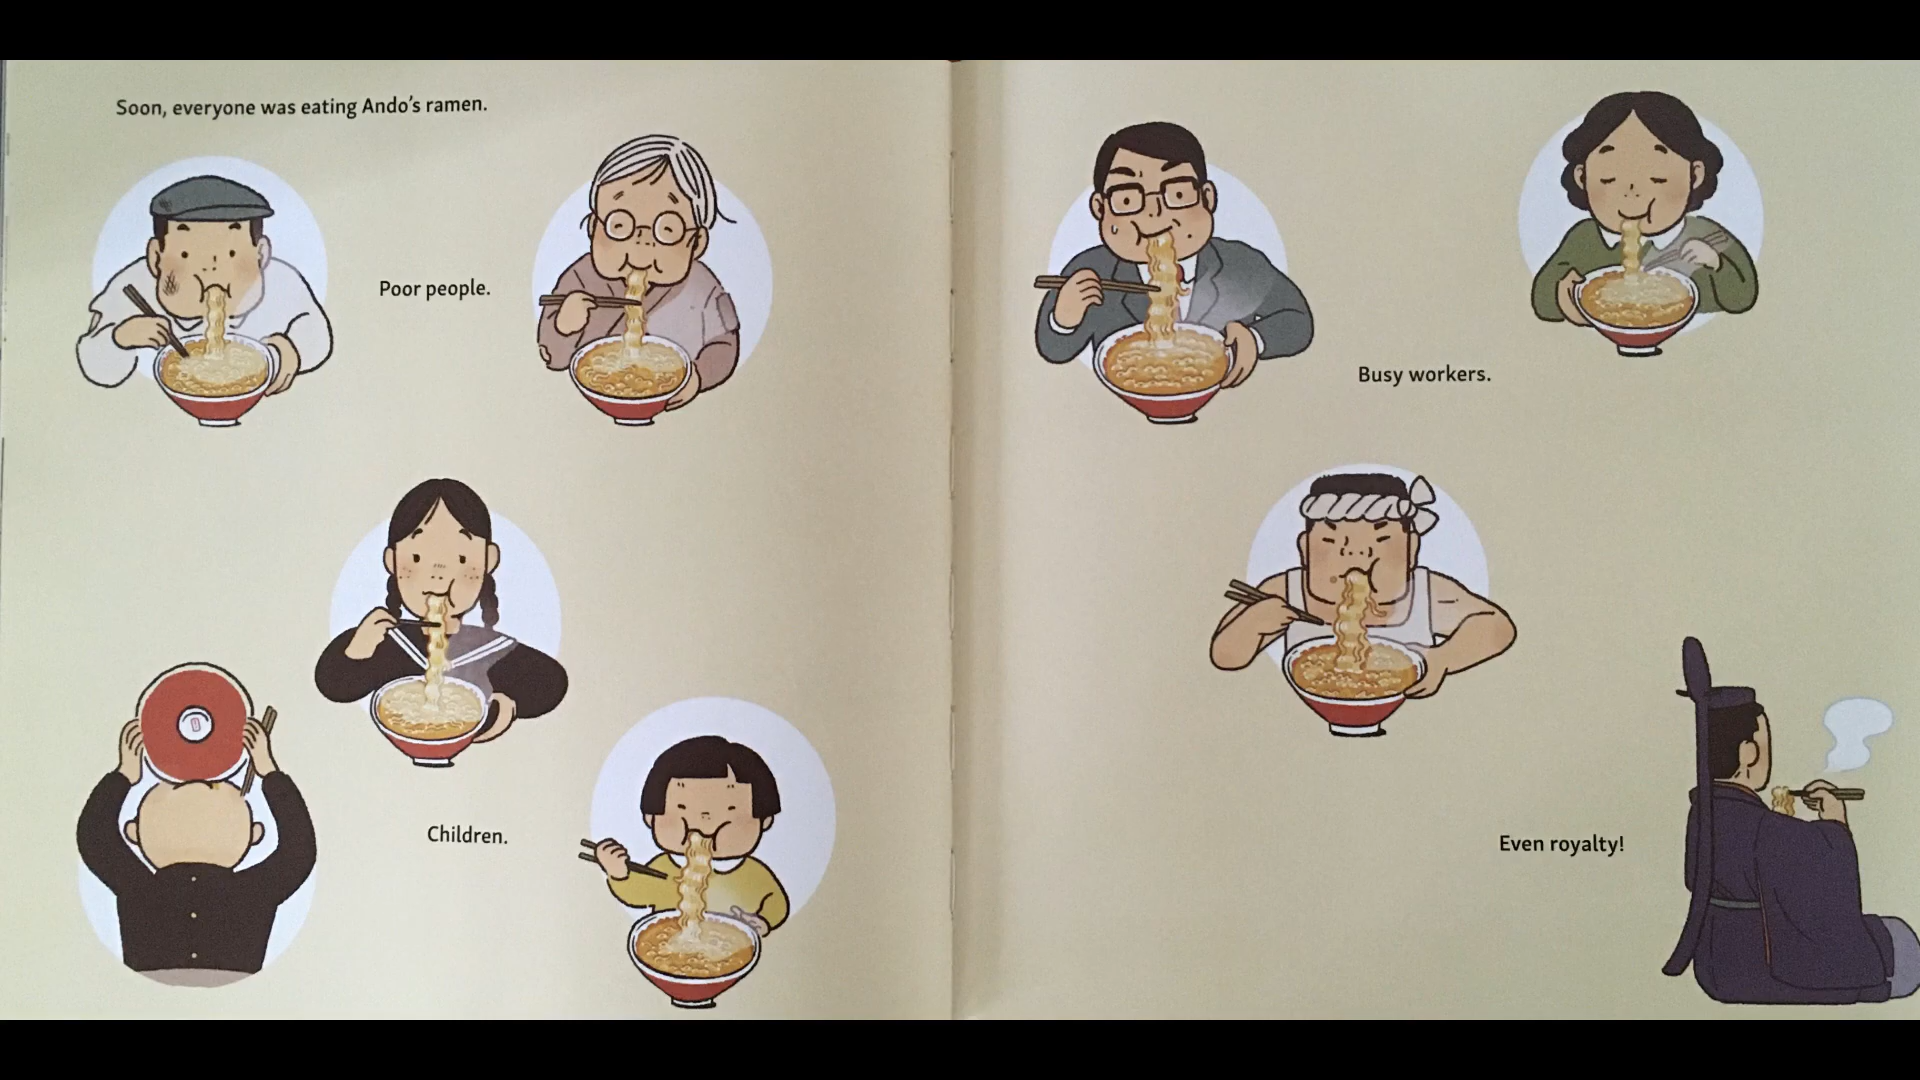 Soon, everyone was eating Ando’s ramen.
Poor people.
Children.
Busy workers.
Even royalty!